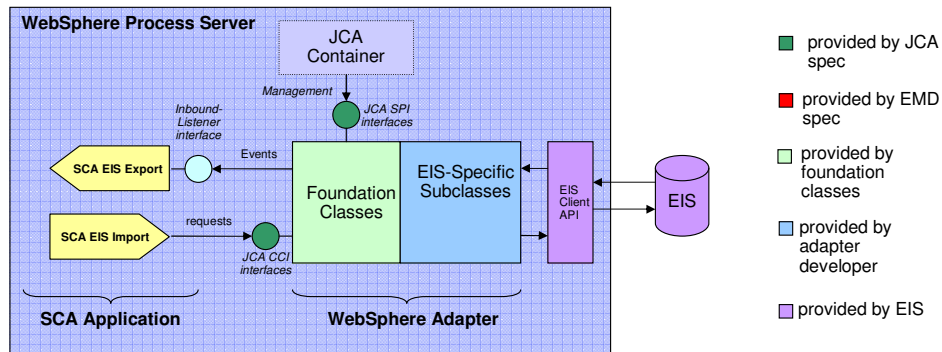 WebSphere Process Server
JCA
Container
Management
JCA SPI
interfaces
Inbound-
Listener
interface
Events
SCA EIS Export
requests
SCA EIS Import
JCA CCI
interfaces
Foundation
Classes
EIS-Specific
Subclasses
EIS
Client
API
EIS
SCA Application
WebSphere Adapter
provided by JCA
spec
provided by EMD
spec
provided by
foundation
classes
provided by
adapter
developer
provided by EIS